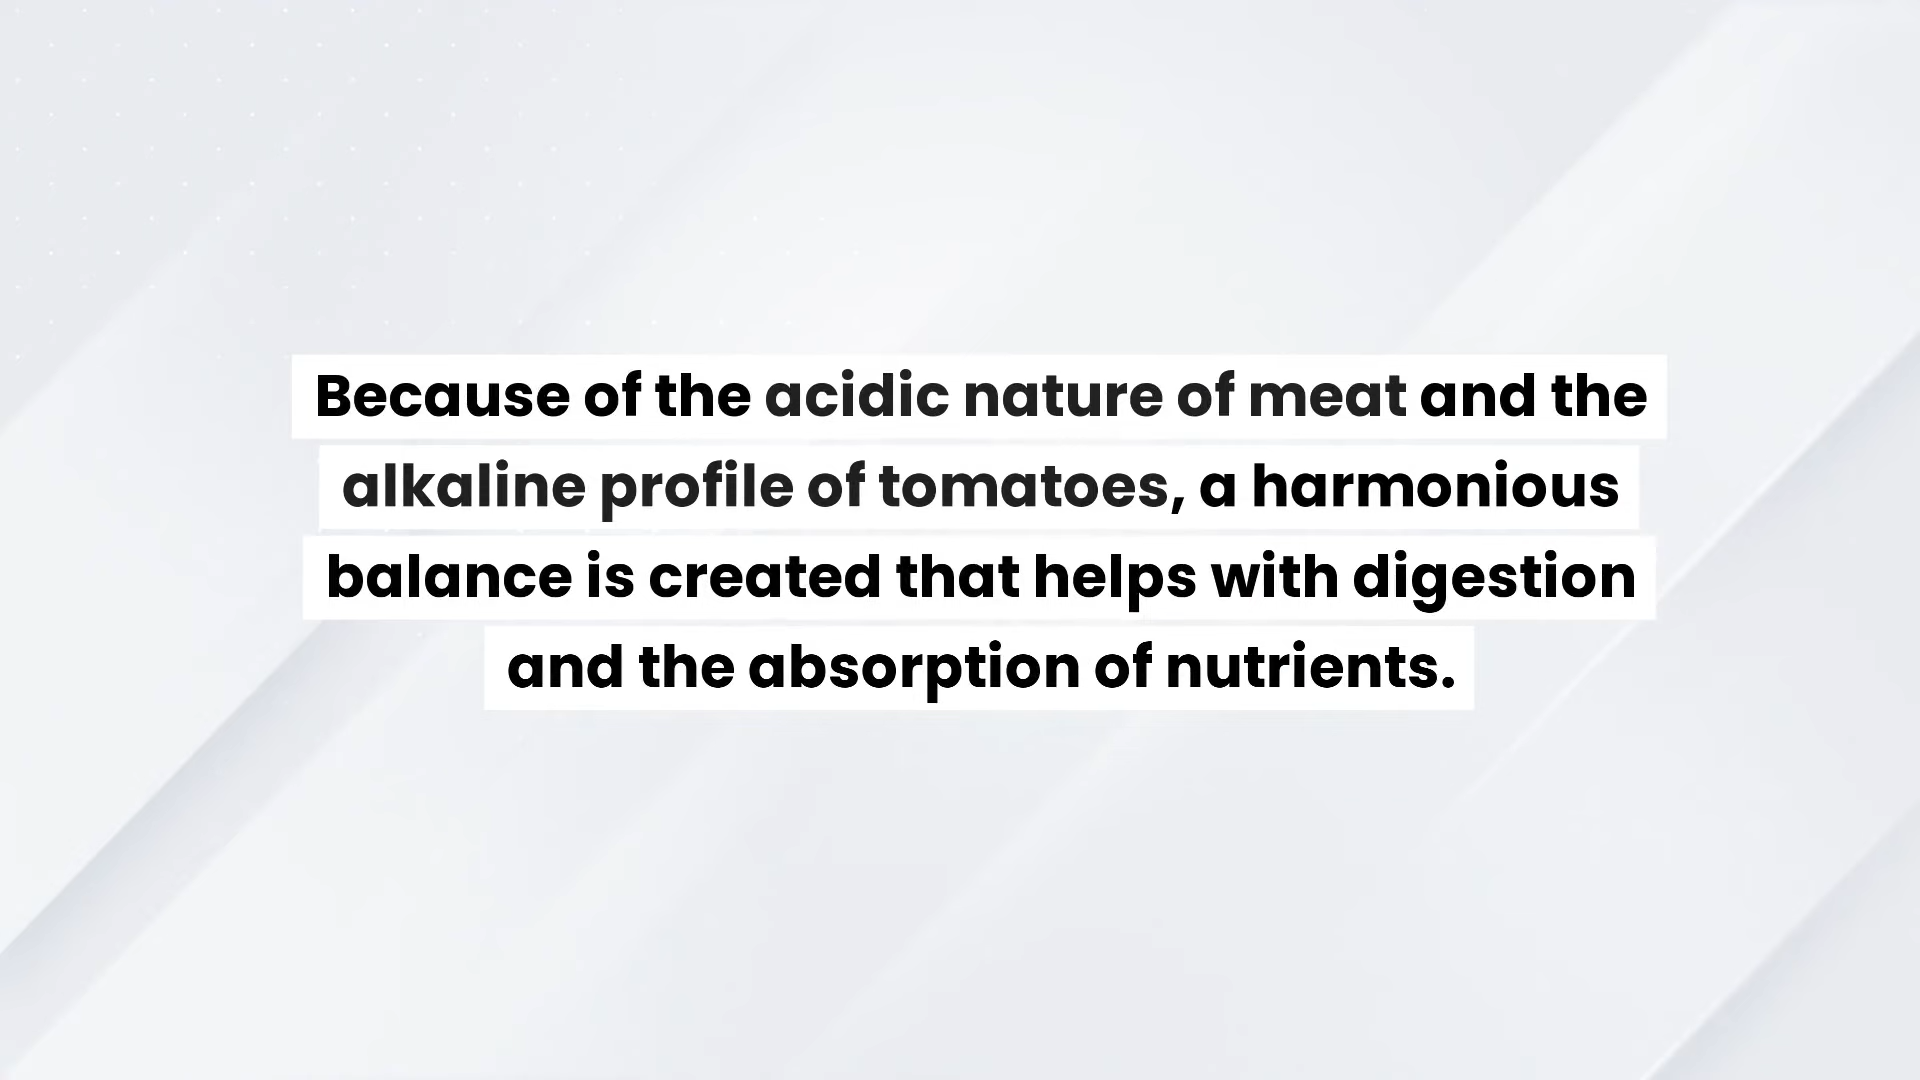 Because of the acidic nature of meat and the
alkaline profile of tomatoes, a harmonious
balance is created that helps with digestion
and the absorption of nutrients.